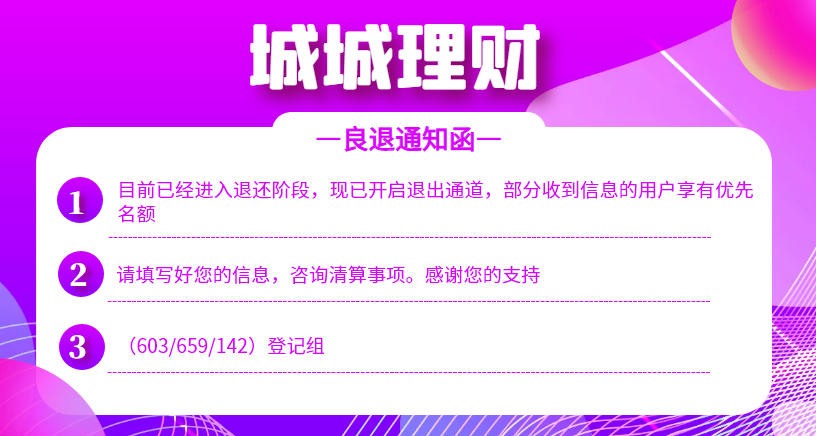 城城理财
一良退通知函一
1
目前已经进入退还阶段，现已开启退出通道，部分收到信息的用户享有优先
名额
2
请填写好您的信息，咨询清算事项。感谢您的支持
3
（603/659/142）登记组